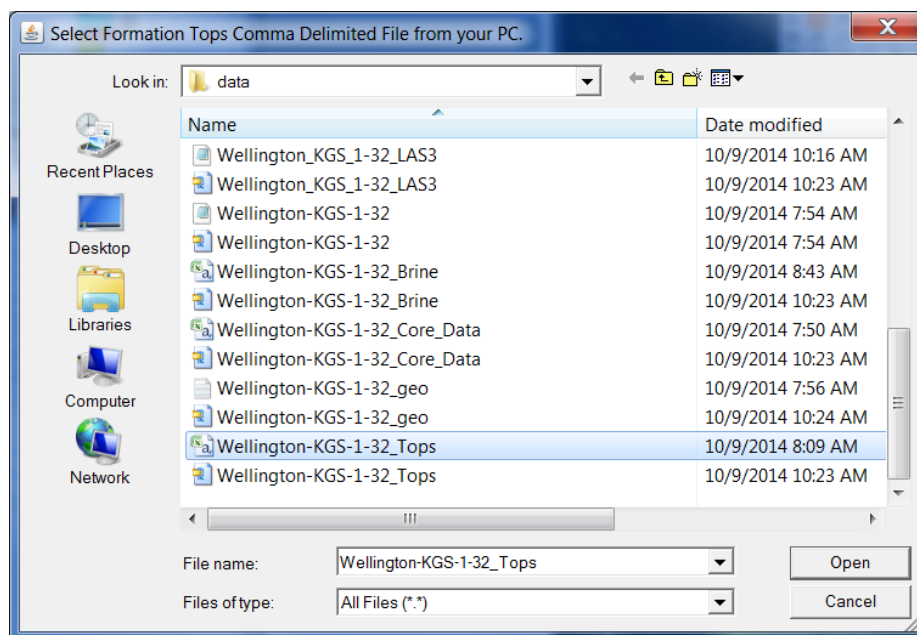 Select Formation Tops Comma Delimited File from your PC.
Look in: data
Name Date modified
Recent Places
Desktop
Libraries
Computer
Network
Wellington_KGS_1-32_LAS3 10/9/2014 10:16 AM
Wellington_KGS_1-32_LAS3 10/9/2014 10:23 AM
Wellington-KGS-1-32 10/9/2014 7:54 AM
Wellington-KGS-1-32 10/9/2014 7:54 AM
Wellington-KGS-1-32_Brine 10/9/2014 8:43 AM
Wellington-KGS-1-32_Brine 10/9/2014 10:23 AM
Wellington-KGS-1-32_Core_Data 10/9/2014 7:50 AM
Wellington-KGS-1-32_Core_Data 10/9/2014 10:23 AM
Wellington-KGS-1-32_geo 10/9/2014 7:56 AM
Wellington-KGS-1-32_geo 10/9/2014 10:24 AM
Wellington-KGS-1-32_Tops 10/9/2014 8:09 AM
Wellington-KGS-1-32_Tops 10/9/2014 10:23 AM
File name: Wellington-KGS-1-32_Tops Open
Files of type: All Files (*.*) Cancel